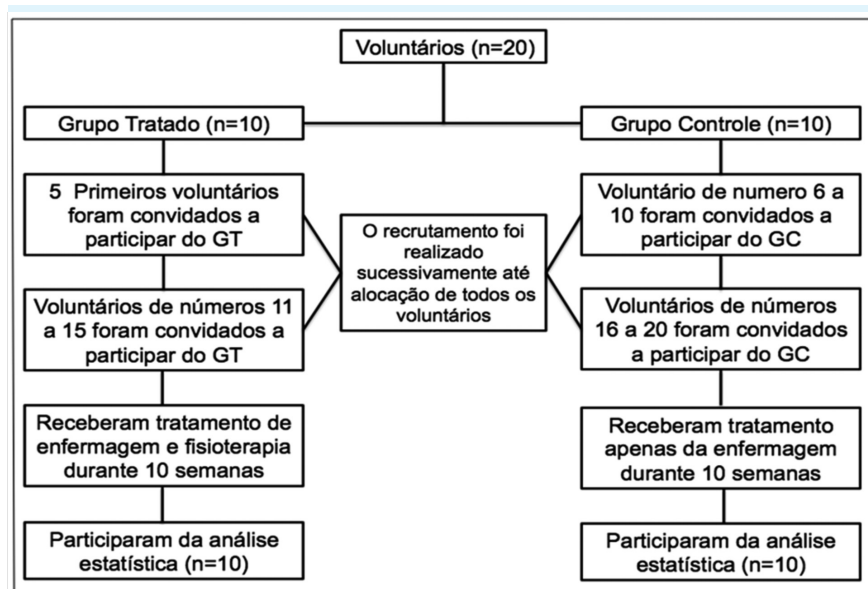 Voluntários (n=20)
Grupo Tratado (n=10)
Grupo Controle (n=10)
5 Primeiros voluntários
foram convidados a
participar do GT
Voluntário de numero 6 a
10 foram convidados a
participar do GC
O recrutamento foi
realizado
sucessivamente até
alocação de todos os
voluntários
Voluntários de números 11
a 15 foram convidados a
participar do GT
Voluntários de números
16 a 20 foram convidados
a participar do GC
Receberam tratamento de
enfermagem e fisioterapia
durante 10 semanas
Receberam tratamento
apenas da enfermagem
durante 10 semanas
Participaram da análise
estatística (n=10)
Participaram da análise
estatística (n=10)